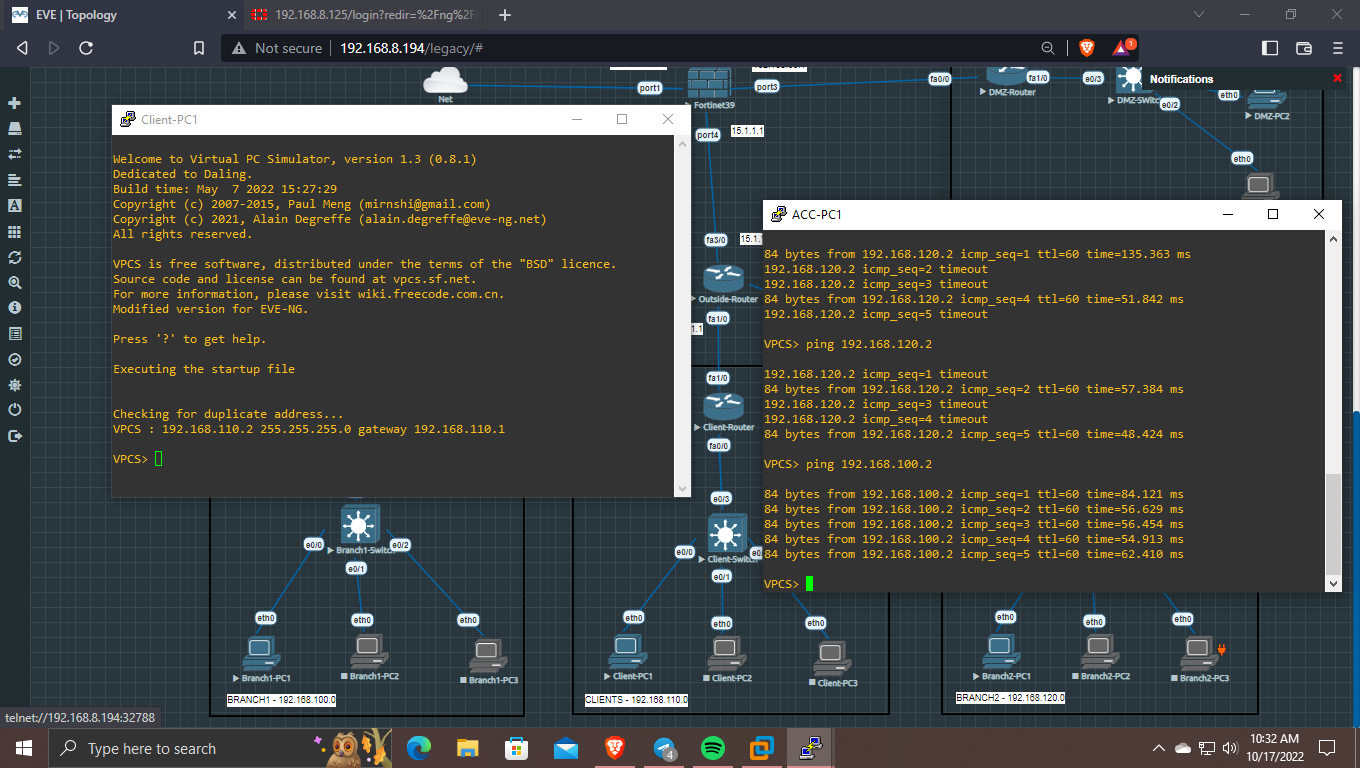 EVE | Topology
192.168.8.125/login?redir=%2Fng%2F
Not secure
192.168.8.194/legacy/#
1
Net
port1
Fortinet39
port3
fa0/0
DMZ-Router
fa1/0
e0/3
Notifications
DMZ-Switch
e0/2
eth0
DMZ-PC2
port4
15.1.1.1
eth0
Client-PC1
Welcome to Virtual PC Simulator, version 1.3 (0.8.1)
Dedicated to Daling.
Build time: May  7 2022 15:27:29
Copyright (c) 2007-2015, Paul Meng (mirnshi@gmail.com)
Copyright (c) 2021, Alain Degreffe (alain.degreffe@eve-ng.net)
All rights reserved.
VPCS is free software, distributed under the terms of the "BSD" licence.
Source code and license can be found at vpcs.sf.net.
For more information, please visit wiki.freecode.com.cn.
Modified version for EVE-NG.
Press '?' to get help.
Executing the startup file
Checking for duplicate address...
VPCS : 192.168.110.2 255.255.255.0 gateway 192.168.110.1
VPCS>
ACC-PC1
84 bytes from 192.168.120.2 icmp_seq=1 ttl=60 time=135.363 ms
192.168.120.2 icmp_seq=2 timeout
192.168.120.2 icmp_seq=3 timeout
84 bytes from 192.168.120.2 icmp_seq=4 ttl=60 time=51.842 ms
192.168.120.2 icmp_seq=5 timeout
VPCS> ping 192.168.120.2
192.168.120.2 icmp_seq=1 timeout
84 bytes from 192.168.120.2 icmp_seq=2 ttl=60 time=57.384 ms
192.168.120.2 icmp_seq=3 timeout
192.168.120.2 icmp_seq=4 timeout
84 bytes from 192.168.120.2 icmp_seq=5 ttl=60 time=48.424 ms
VPCS> ping 192.168.100.2
84 bytes from 192.168.100.2 icmp_seq=1 ttl=60 time=84.121 ms
84 bytes from 192.168.100.2 icmp_seq=2 ttl=60 time=56.629 ms
84 bytes from 192.168.100.2 icmp_seq=3 ttl=60 time=56.454 ms
84 bytes from 192.168.100.2 icmp_seq=4 ttl=60 time=54.913 ms
84 bytes from 192.168.100.2 icmp_seq=5 ttl=60 time=62.410 ms
VPCS>
fa3/0
15.1.1
Outside-Router
fa1/0
1.1
fa1/0
Client-Router
fa0/0
e0/3
e0/0
Branch1-Switch
e0/2
e0/1
e0/0
Client-Switch
e0/
e0/1
eth0
eth0
eth0
eth0
eth0
eth0
eth0
eth0
eth0
Branch1-PC1
Branch1-PC2
Branch1-PC3
Client-PC1
Client-PC2
Client-PC3
Branch2-PC1
Branch2-PC2
Branch2-PC3
BRANCH1 - 192.168.100.0
CLIENTS - 192.168.110.0
BRANCH2 - 192.168.120.0
telnet://192.168.8.194:32788
Type here to search
4
10:32 AM
10/17/2022